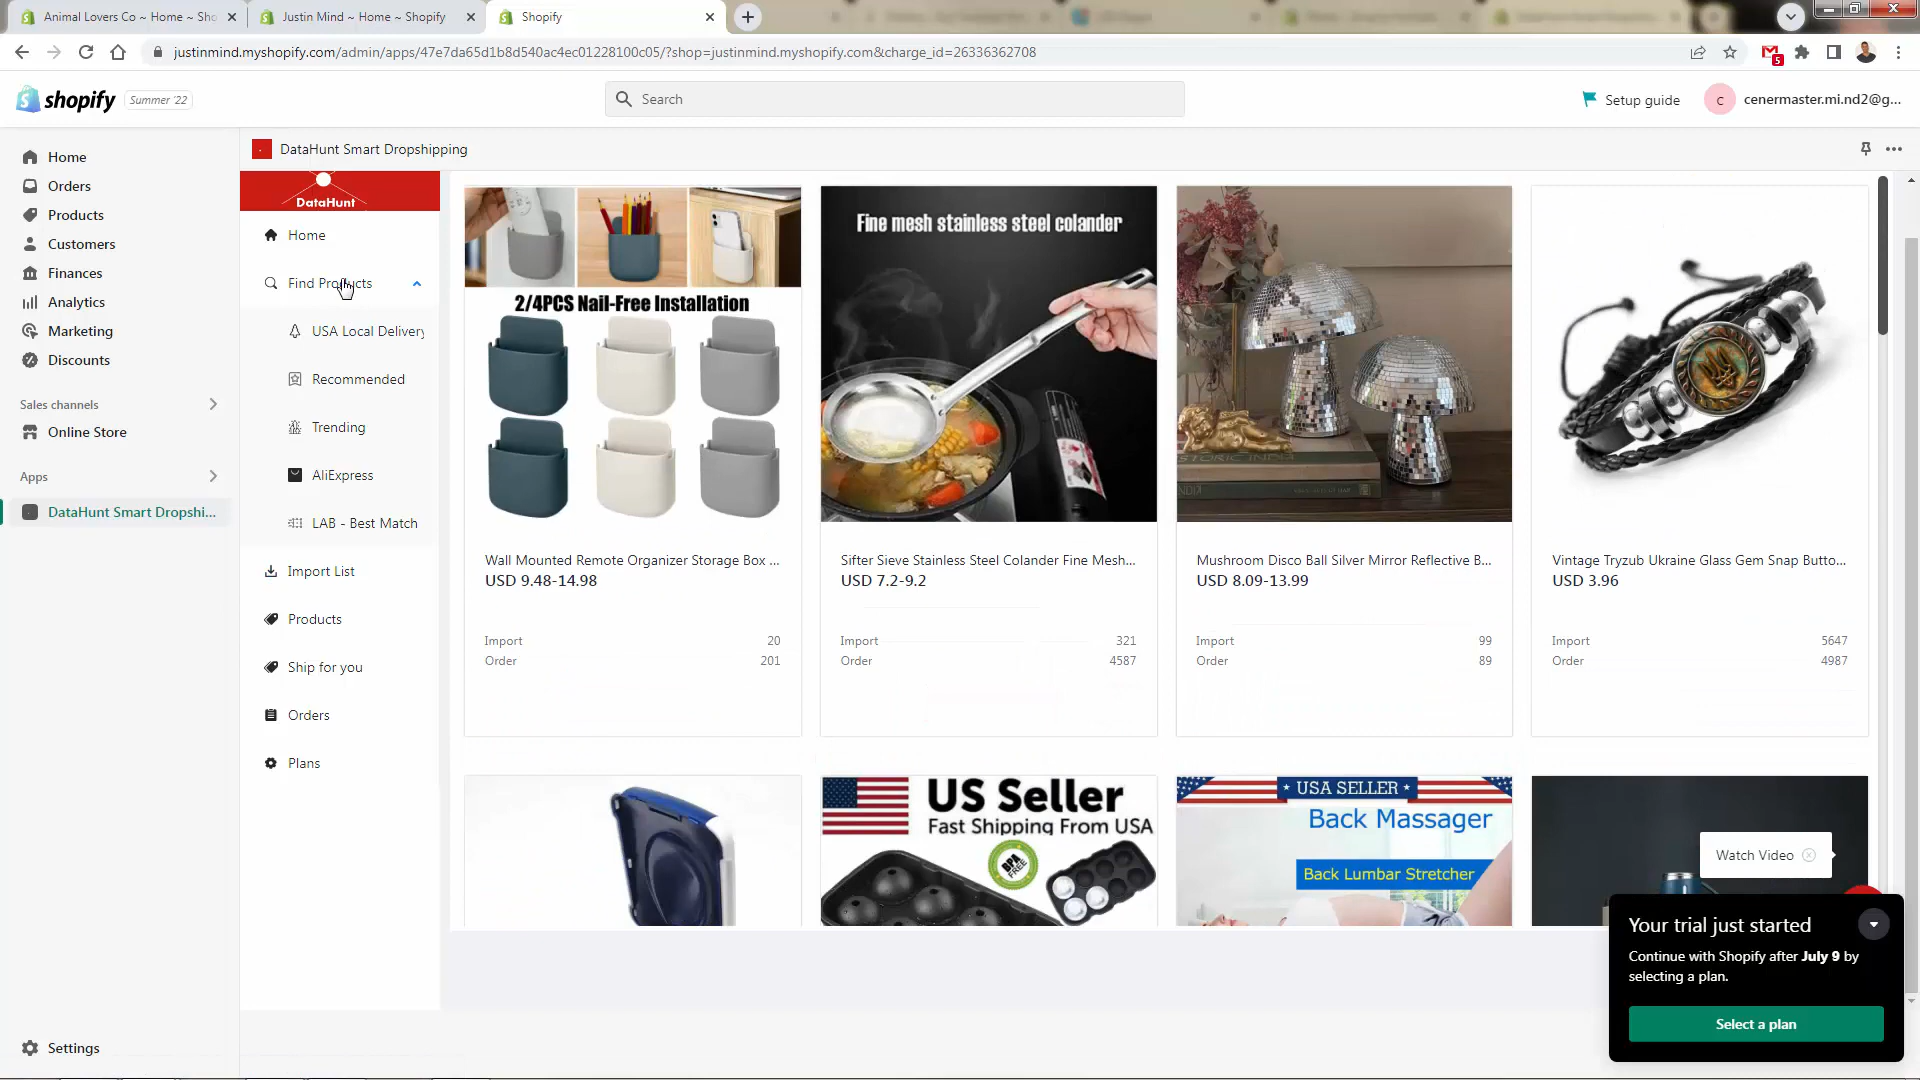 Animal Lovers Co ~ Home ~ Sho
Justin Mind ~ Home ~ Shopify
Shopify
justinmind.myshopify.com/admin/apps/47e7da65d1b8d540ac4ec01228100c05/?shop=justinmind.myshopify.com&charge_id=26336362708
5
shopify
Summer '22
Search
Setup guide
C
cenermaster.mi.nd2@g...
Home
Orders
Products
Customers
Finances
Analytics
Marketing
Discounts
Sales channels
Online Store
Apps
DataHunt Smart Dropshi...
Settings
DataHunt Smart Dropshipping
DataHunt
Home
Find Products
USA Local Delivery
Recommended
Trending
AliExpress
LAB - Best Match
Import List
Products
Ship for you
Orders
Plans
2/4PCS Nail-Free Installation
Wall Mounted Remote Organizer Storage Box ...
USD 9.48-14.98
Import 20
Order 201
Fine mesh stainless steel colander
Sifter Sieve Stainless Steel Colander Fine Mesh...
USD 7.2-9.2
Import 321
Order 4587
Mushroom Disco Ball Silver Mirror Reflective B...
USD 8.09-13.99
Import 99
Order 89
Vintage Tryzub Ukraine Glass Gem Snap Butto...
USD 3.96
Import 5647
Order 4987
US Seller
Fast Shipping From USA
BPA
FREE
USA SELLER
Back Massager
Back Lumbar Stretcher
Watch Video
Your trial just started
Continue with Shopify after July 9 by
selecting a plan.
Select a plan